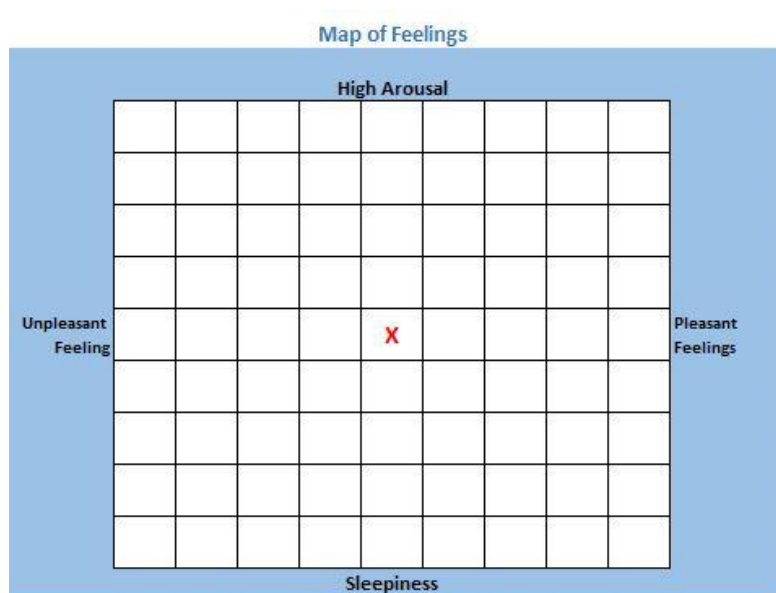 Map of Feelings
High Arousal
Unpleasant
Feeling
X
Pleasant
Feelings
Sleepiness